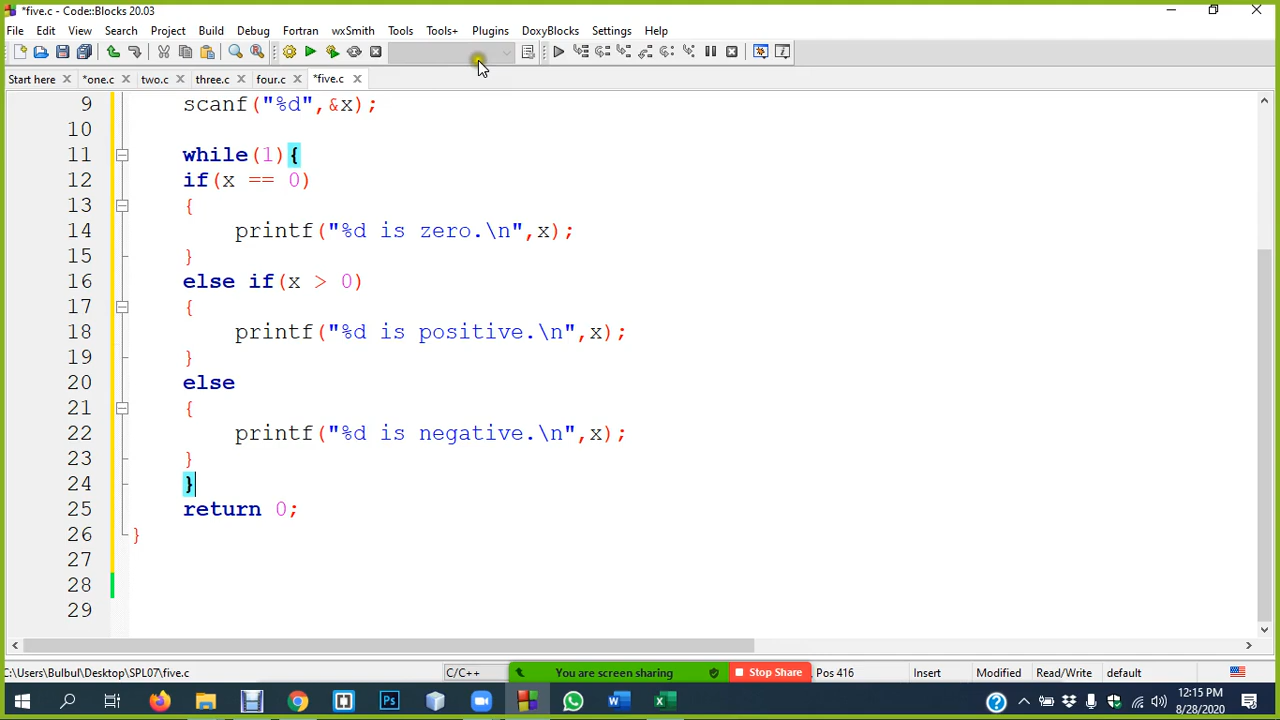 *five.c - Code::Blocks 20.03
File Edit View Search Project Build Debug Fortran wxSmith Tools Tools+ Plugins DoxyBlocks Settings Help
Start here *one.c two.c three.c four.c *five.c
9 scanf("%d",&x);
10
11 while(1){
12 if(x == 0)
13 {
14 printf("%d is zero.\n",x);
15 }
16 else if(x > 0)
17 {
18 printf("%d is positive.\n",x);
19 }
20 else
21 {
22 printf("%d is negative.\n",x);
23 }
24 }
25 return 0;
26 }
27
28
29
C:\Users\Bulbul\Desktop\SPL07\five.c C/C++ You are screen sharing Stop Share Pos 416 Insert Modified Read/Write default
12:15 PM
8/28/2020